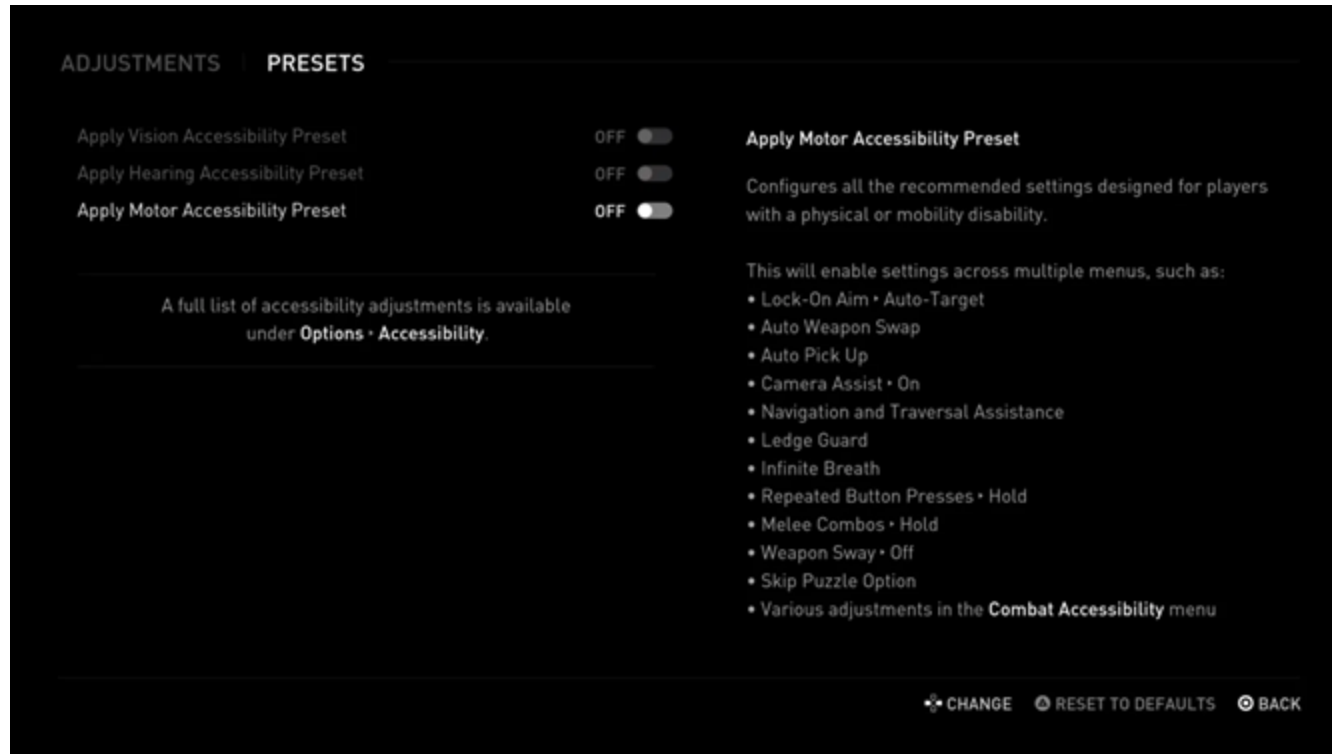 ADJUSTMENTS PRESETS
Apply Vision Accessibility Preset OFF
Apply Hearing Accessibility Preset OFF
Apply Motor Accessibility Preset OFF
A full list of accessibility adjustments is available
under Options • Accessibility.
Apply Motor Accessibility Preset
Configures all the recommended settings designed for players
with a physical or mobility disability.
This will enable settings across multiple menus, such as:
• Lock-On Aim • Auto-Target
• Auto Weapon Swap
• Auto Pick Up
• Camera Assist • On
• Navigation and Traversal Assistance
• Ledge Guard
• Infinite Breath
• Repeated Button Presses • Hold
• Melee Combos • Hold
• Weapon Sway • Off
• Skip Puzzle Option
• Various adjustments in the Combat Accessibility menu
CHANGE RESET TO DEFAULTS BACK